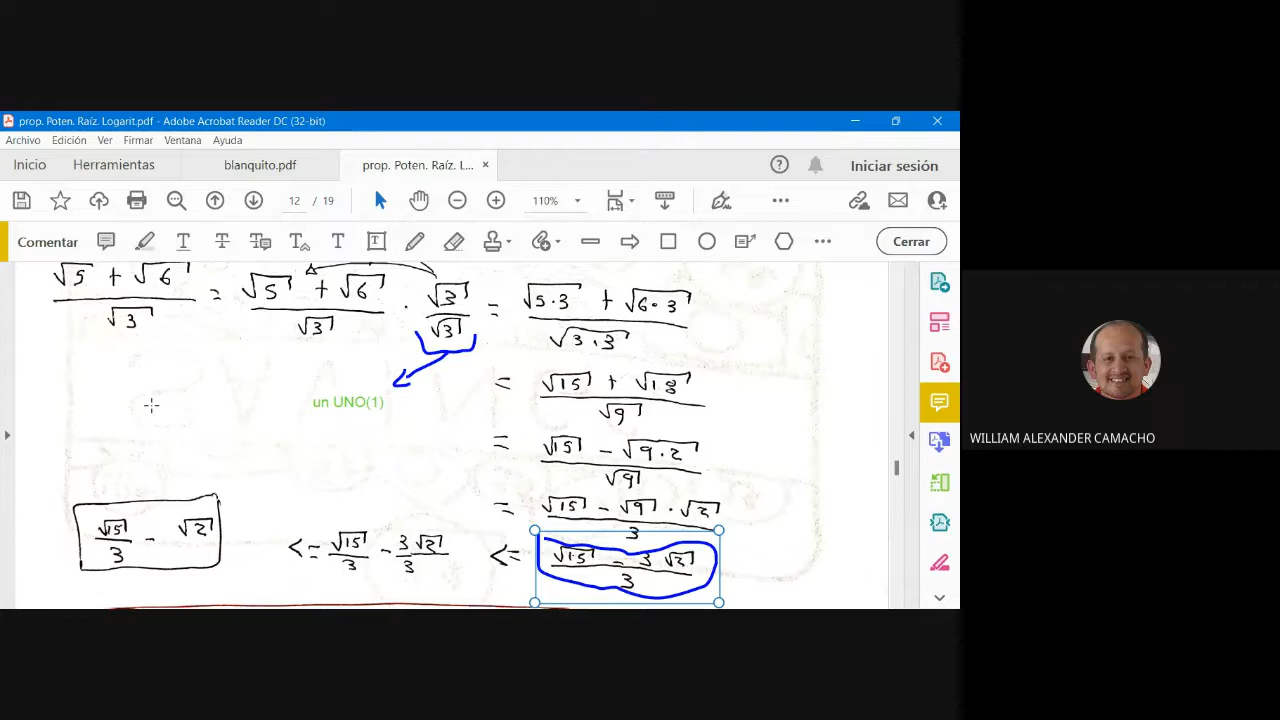 prop. Poten. Raíz. Logarit.pdf - Adobe Acrobat Reader DC (32-bit)
Archivo Edición Ver Firmar Ventana Ayuda
Inicio Herramientas blanquito.pdf prop. Poten. Raíz. L... × Iniciar sesión
12 / 19 110%
Comentar Cerrar
(√5 + √6)/√3 = (√5 + √6)/√3 · √3/√3 = (√5·3 + √6·3)/√3·3
= (√15 + √18)/√9
un UNO(1)
= (√15 − √9·2)/√9
= (√15 − √9 · √2)/3
√15/3 − √2 <= √15/3 − 3√2/3 <= (√15 − 3√2)/3
WILLIAM ALEXANDER CAMACHO